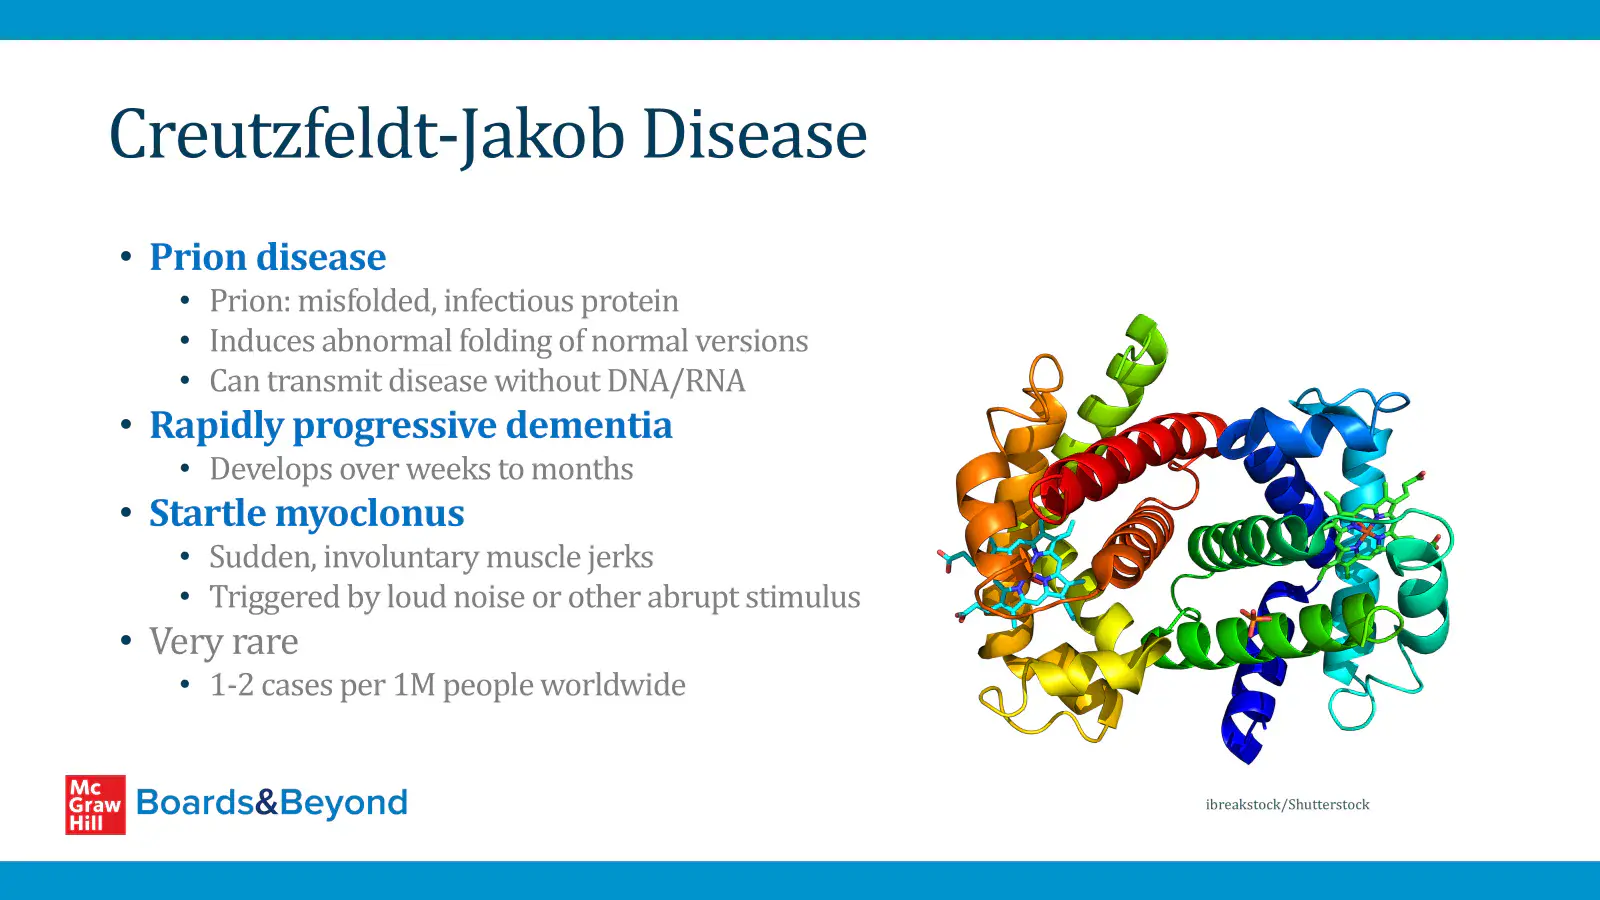 Creutzfeldt-Jakob Disease
• Prion disease
• Prion: misfolded, infectious protein
• Induces abnormal folding of normal versions
• Can transmit disease without DNA/RNA
• Rapidly progressive dementia
• Develops over weeks to months
• Startle myoclonus
• Sudden, involuntary muscle jerks
• Triggered by loud noise or other abrupt stimulus
• Very rare
• 1-2 cases per 1M people worldwide
Mc
Graw
Hill
Boards&Beyond
ibreakstock/Shutterstock